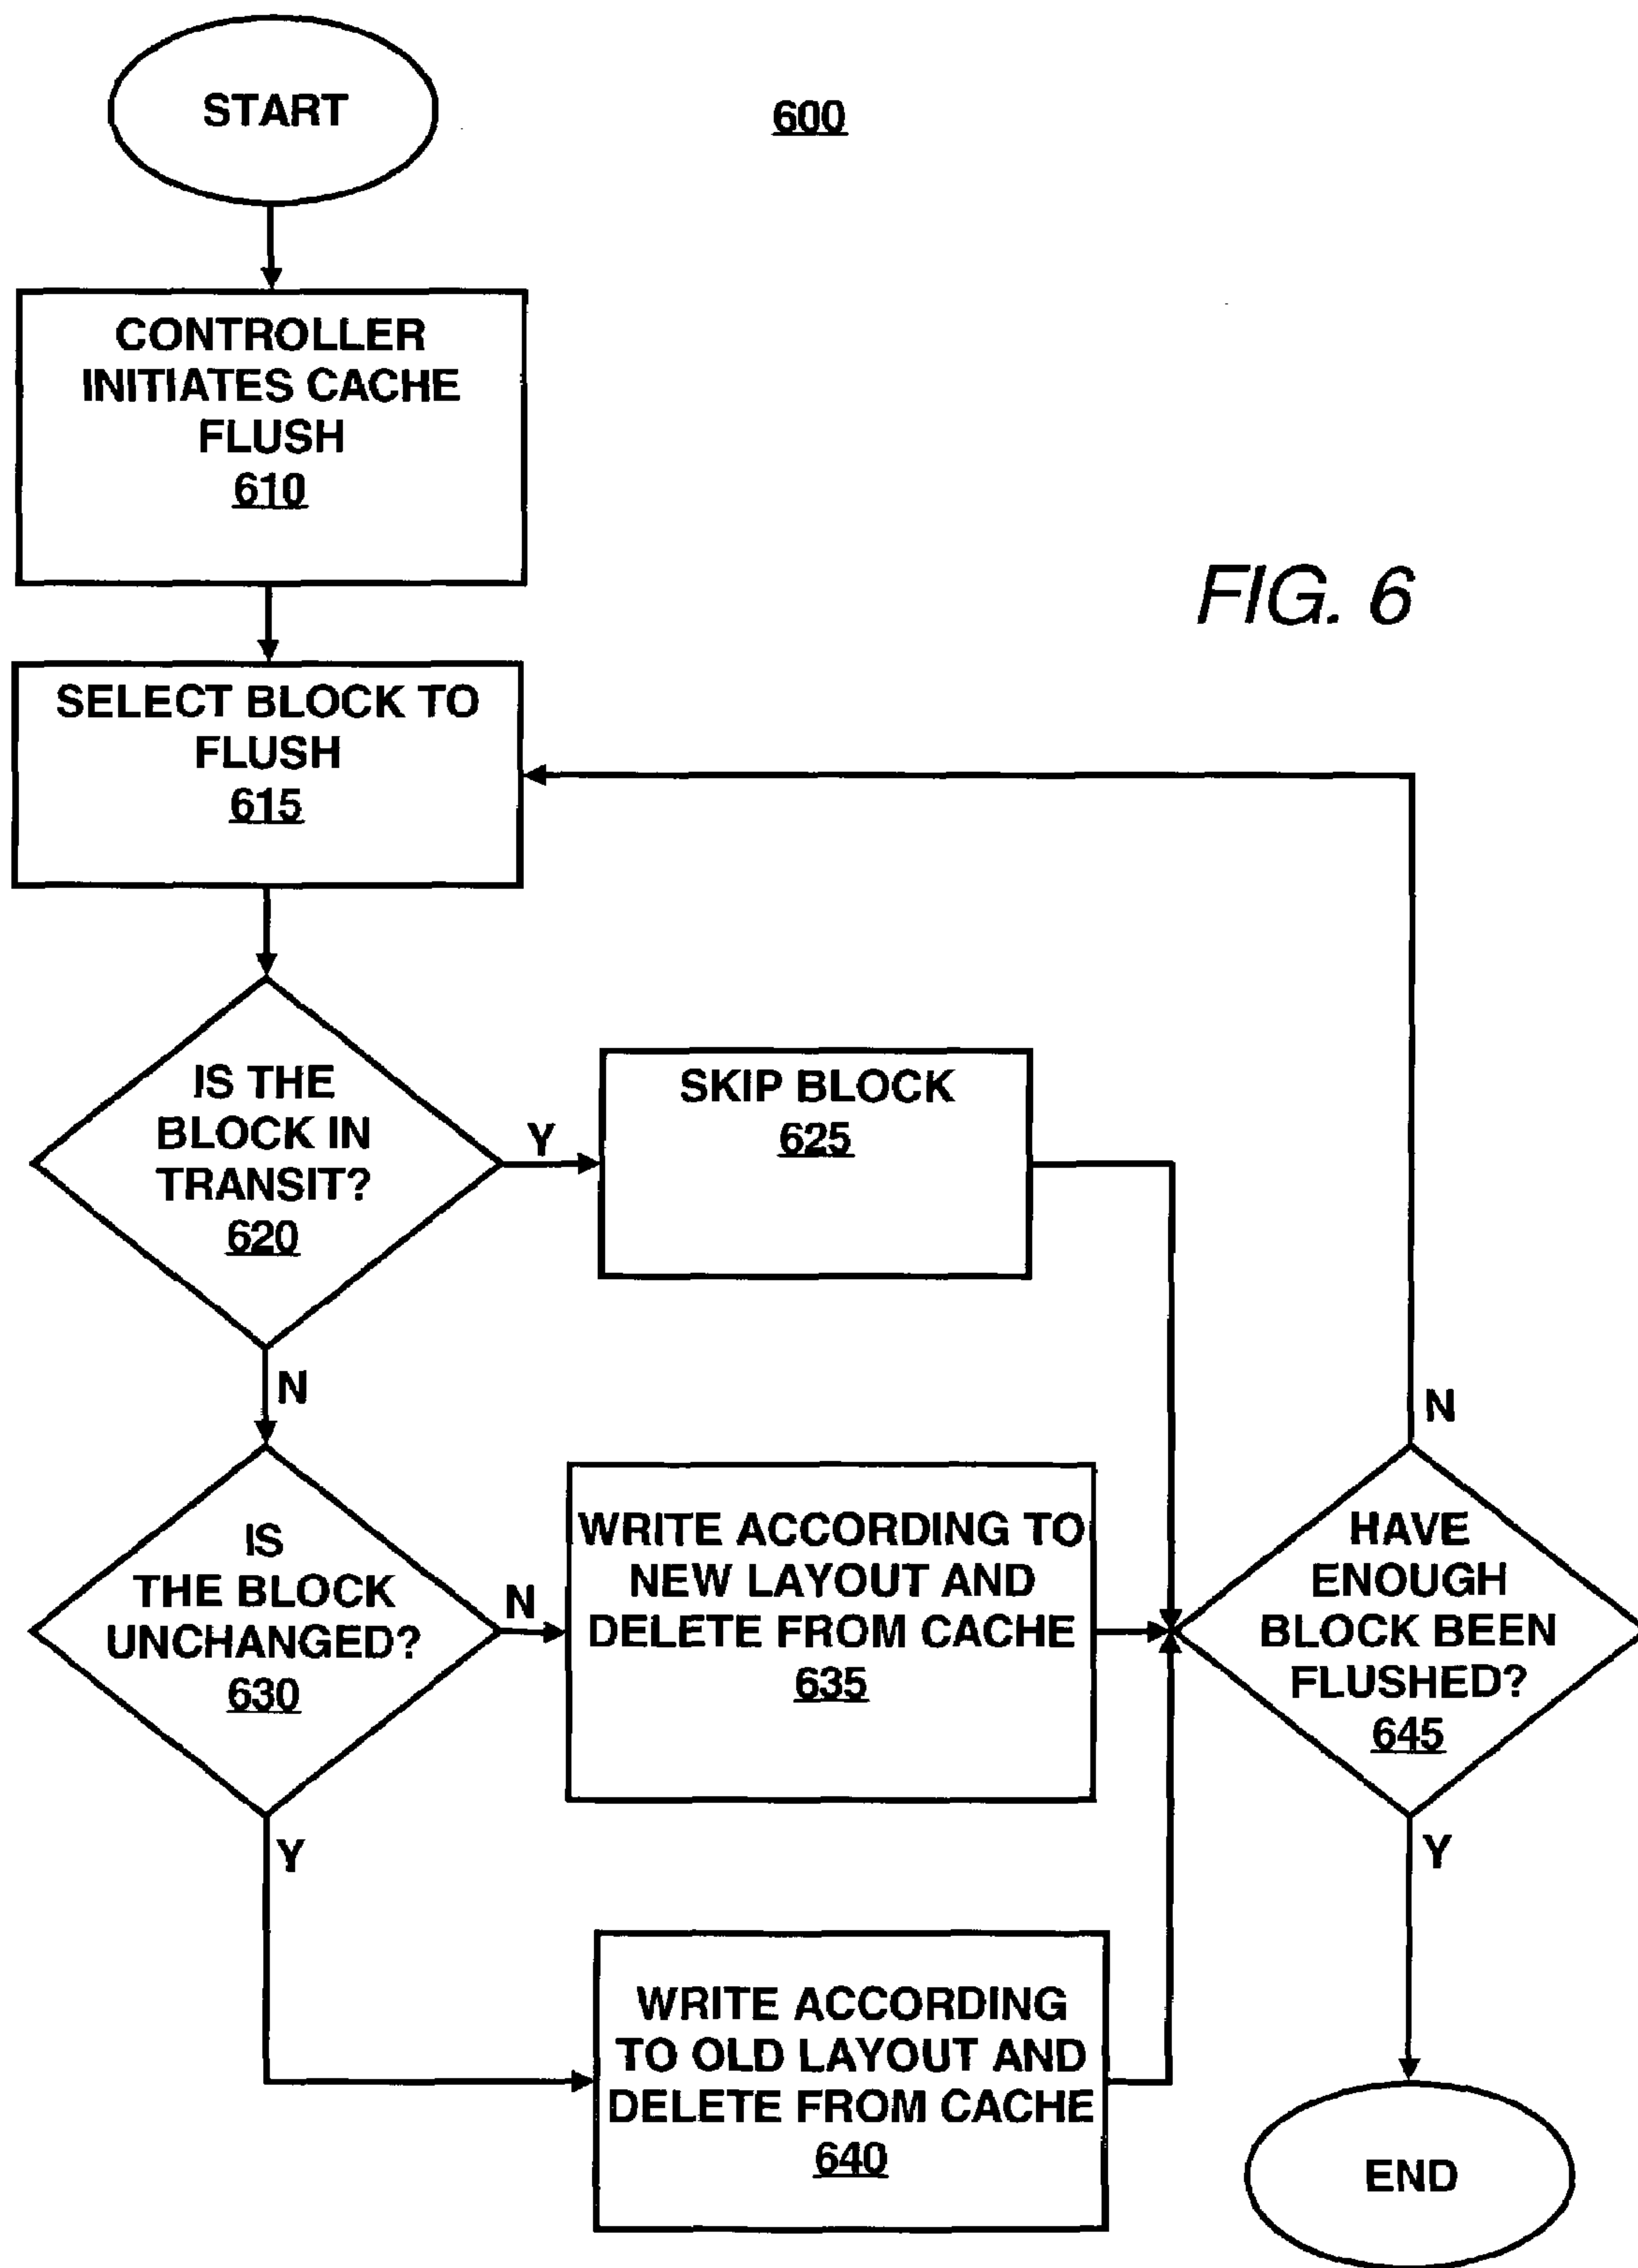 START
600
CONTROLLER
INITIATES CACHE
FLUSH
610
FIG. 6
SELECT BLOCK TO
FLUSH
615
IS THE
BLOCK IN
TRANSIT?
620
Y
SKIP BLOCK
625
N
N
IS
THE BLOCK
UNCHANGED?
630
N
WRITE ACCORDING TO
NEW LAYOUT AND
DELETE FROM CACHE
635
HAVE
ENOUGH
BLOCK BEEN
FLUSHED?
645
Y
Y
WRITE ACCORDING
TO OLD LAYOUT AND
DELETE FROM CACHE
640
END